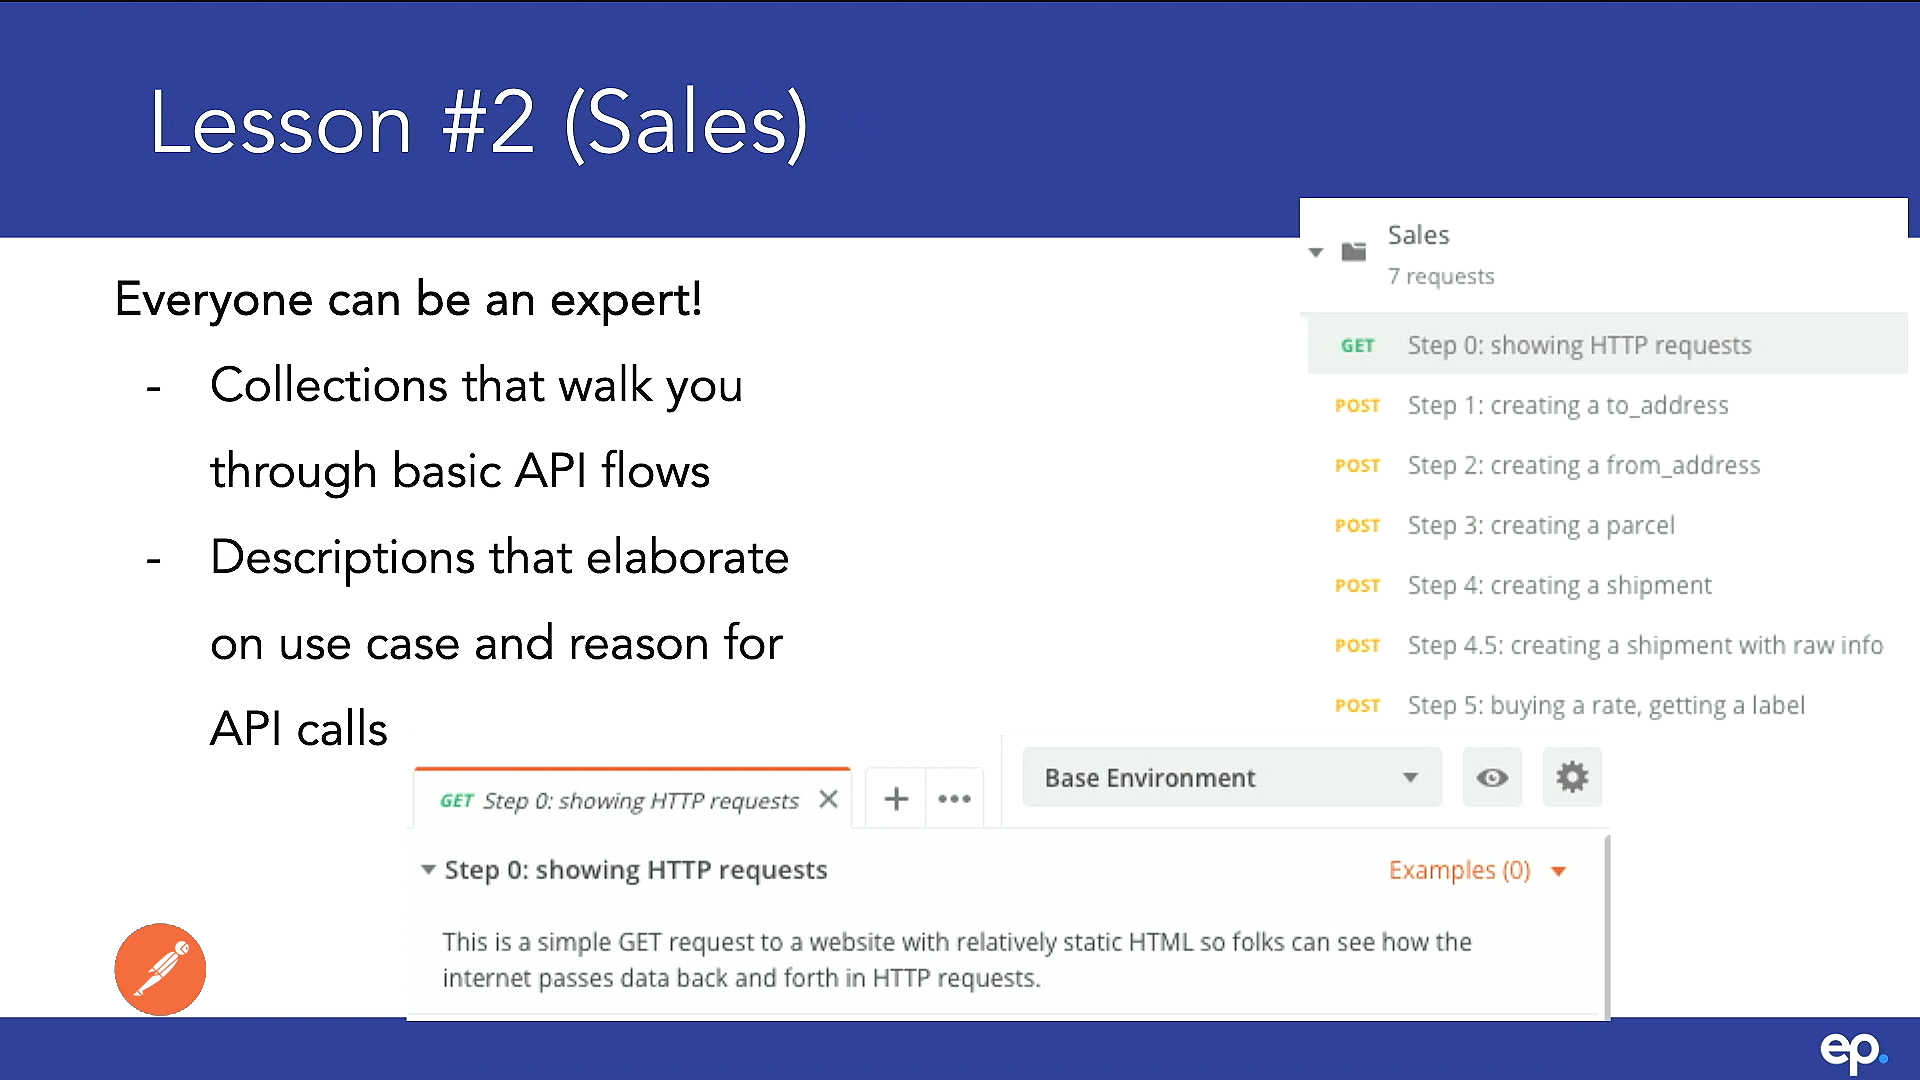 Lesson #2 (Sales)
Everyone can be an expert!
- Collections that walk you
through basic API flows
- Descriptions that elaborate
on use case and reason for
API calls
Sales
7 requests
GET Step 0: showing HTTP requests
POST Step 1: creating a to_address
POST Step 2: creating a from_address
POST Step 3: creating a parcel
POST Step 4: creating a shipment
POST Step 4.5: creating a shipment with raw info
POST Step 5: buying a rate, getting a label
GET Step 0: showing HTTP requests
Base Environment
Step 0: showing HTTP requests
Examples (0)
This is a simple GET request to a website with relatively static HTML so folks can see how the
internet passes data back and forth in HTTP requests.
ep.